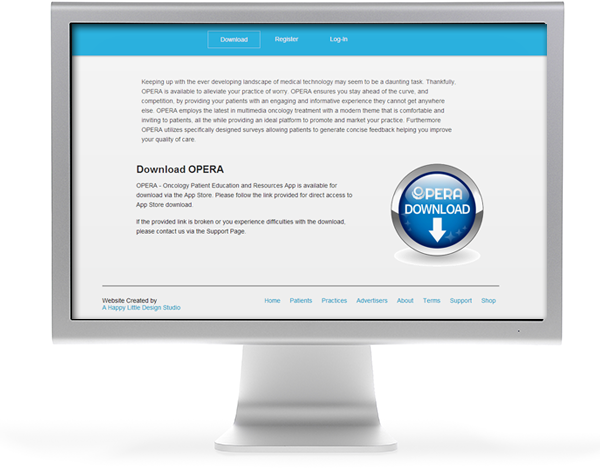 Download Register Log-In
Keeping up with the ever developing landscape of medical technology may seem to be a daunting task. Thankfully,
OPERA is available to alleviate your practice of worry. OPERA ensures you stay ahead of the curve, and
competition, by providing your patients with an engaging and informative experience they cannot get anywhere
else. OPERA employs the latest in multimedia oncology treatment with a modern theme that is comfortable and
inviting to patients, all the while providing an ideal platform to promote and market your practice. Furthermore
OPERA utilizes specifically designed surveys allowing patients to generate concise feedback helping you improve
your quality of care.
Download OPERA
OPERA - Oncology Patient Education and Resources App is available for
download via the App Store. Please follow the link provided for direct access to
App Store download.
If the provided link is broken or you experience difficulties with the download,
please contact us via the Support Page.
OPERA
DOWNLOAD
Website Created by
A Happy Little Design Studio
Home Patients Practices Advertisers About Terms Support Shop